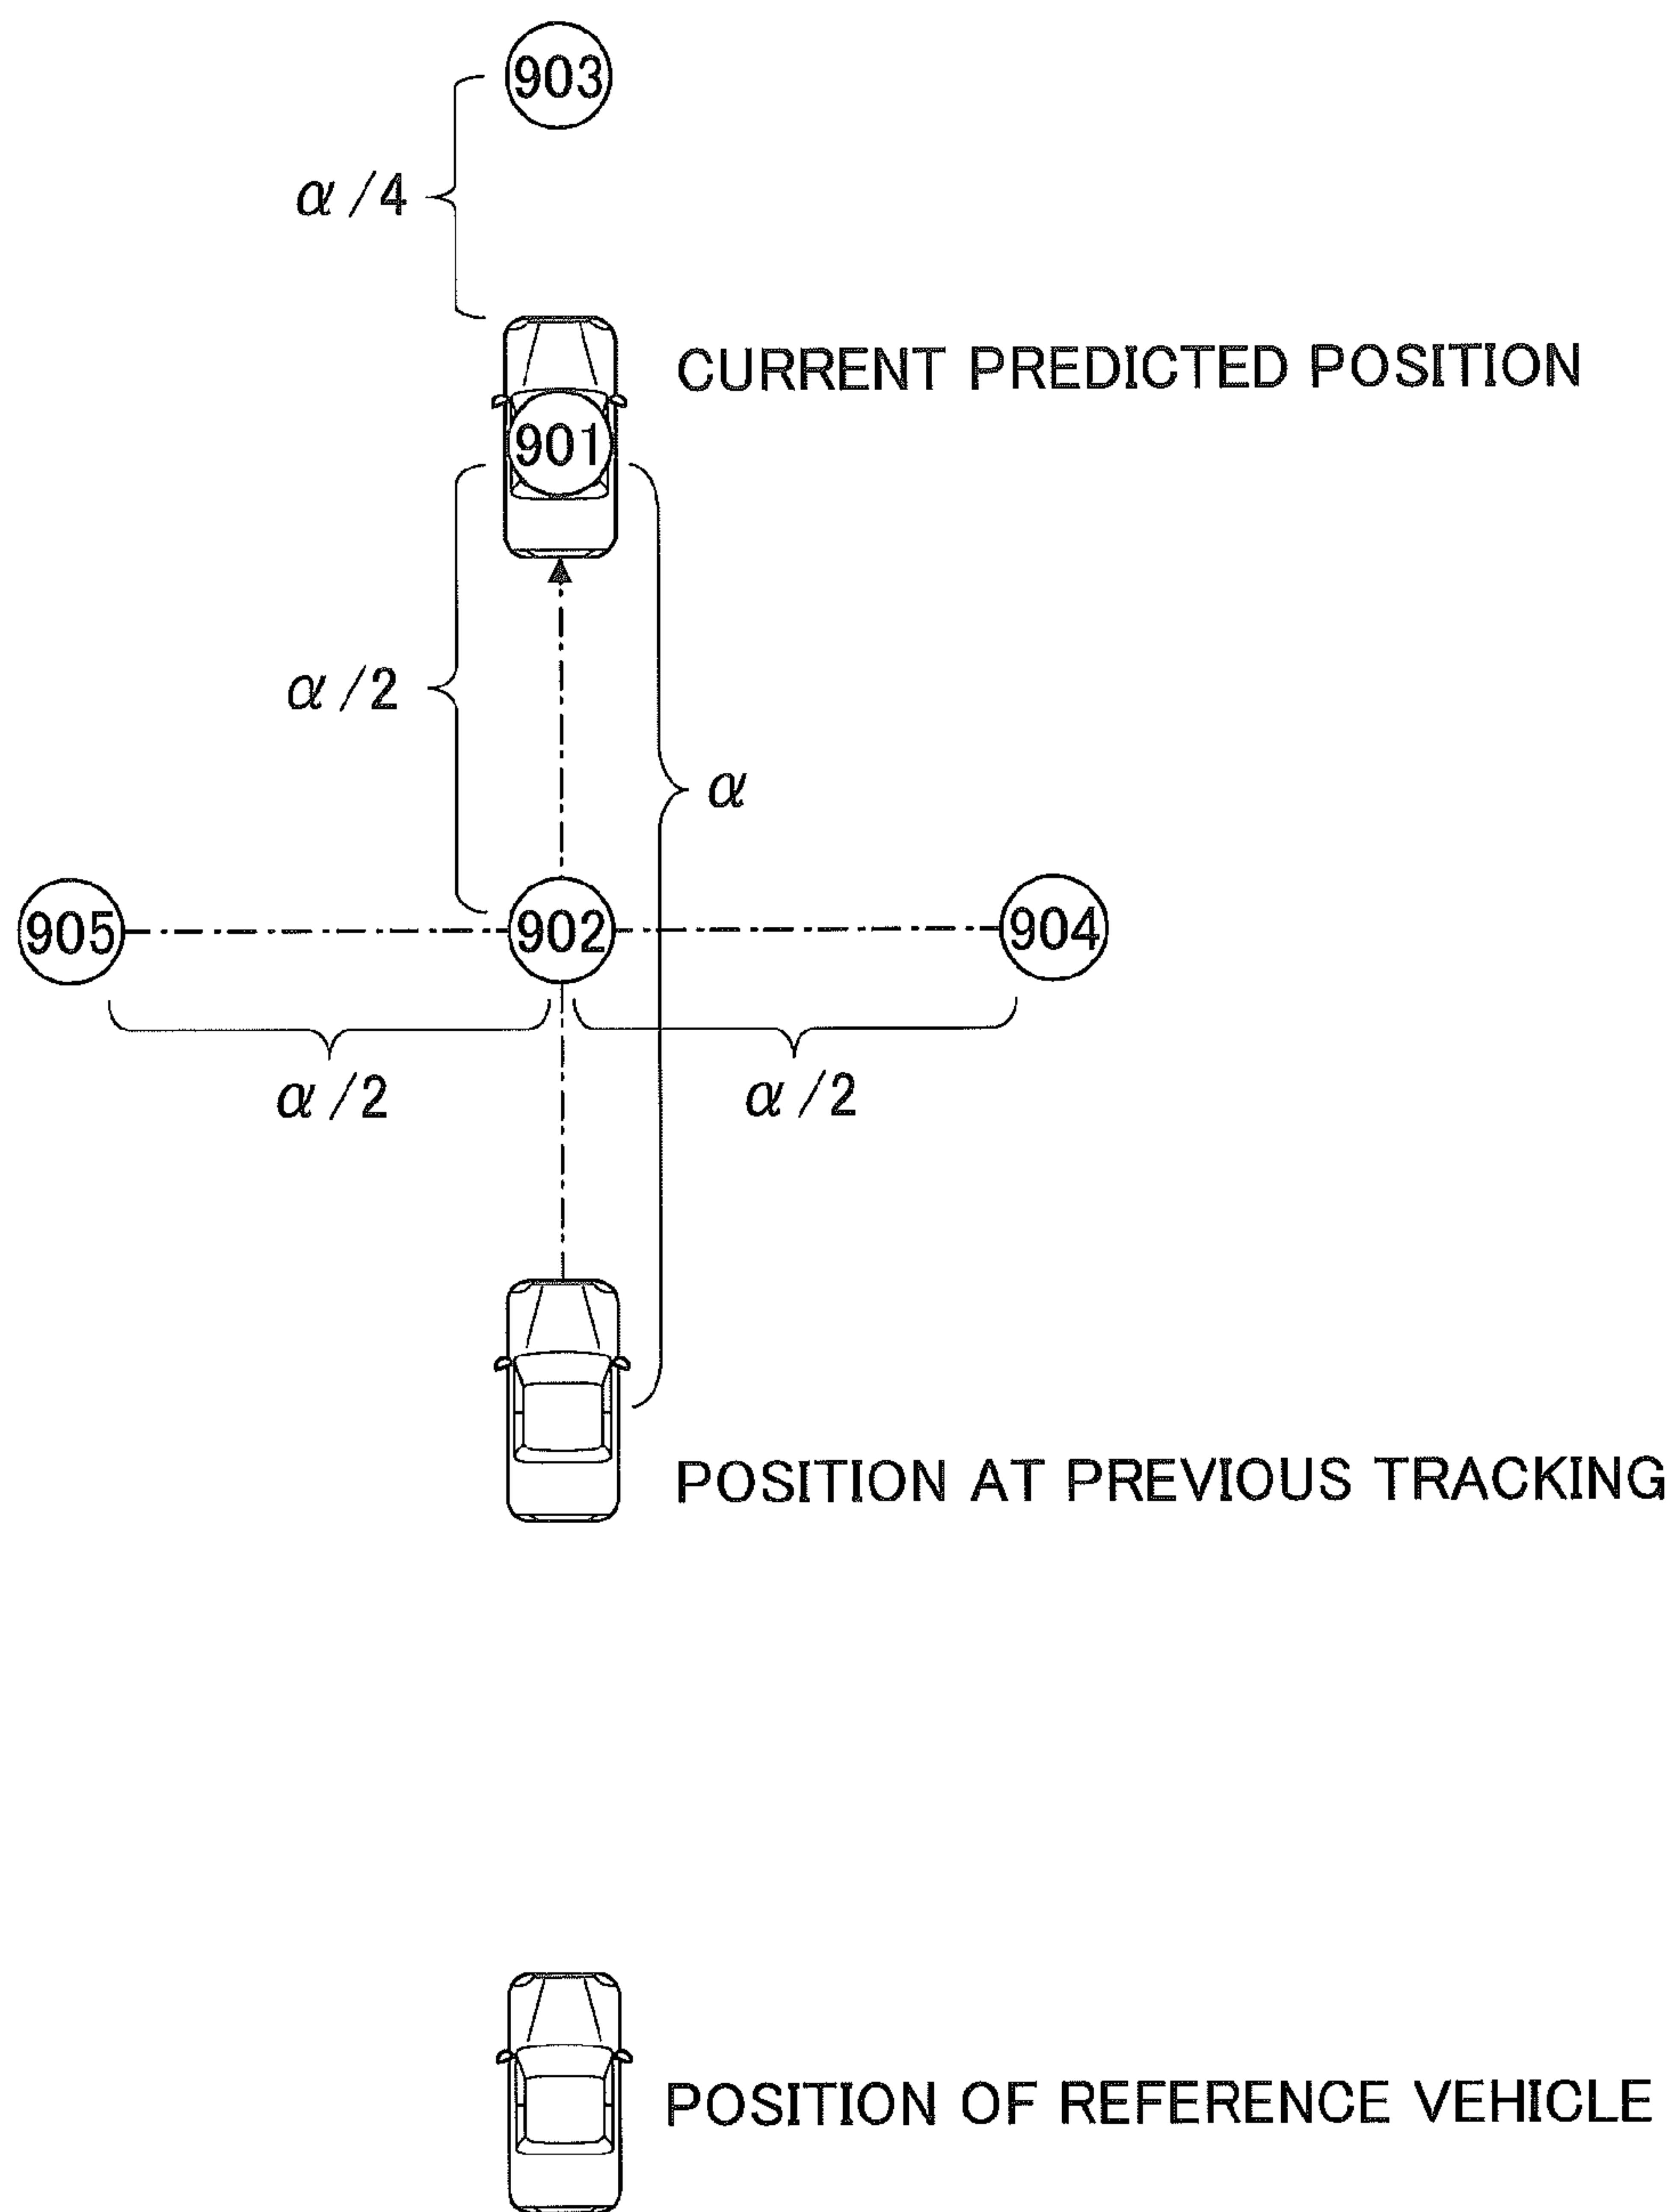 903
α/4
CURRENT PREDICTED POSITION
901
α/2
α
905
902
904
α/2
α/2
POSITION AT PREVIOUS TRACKING
POSITION OF REFERENCE VEHICLE